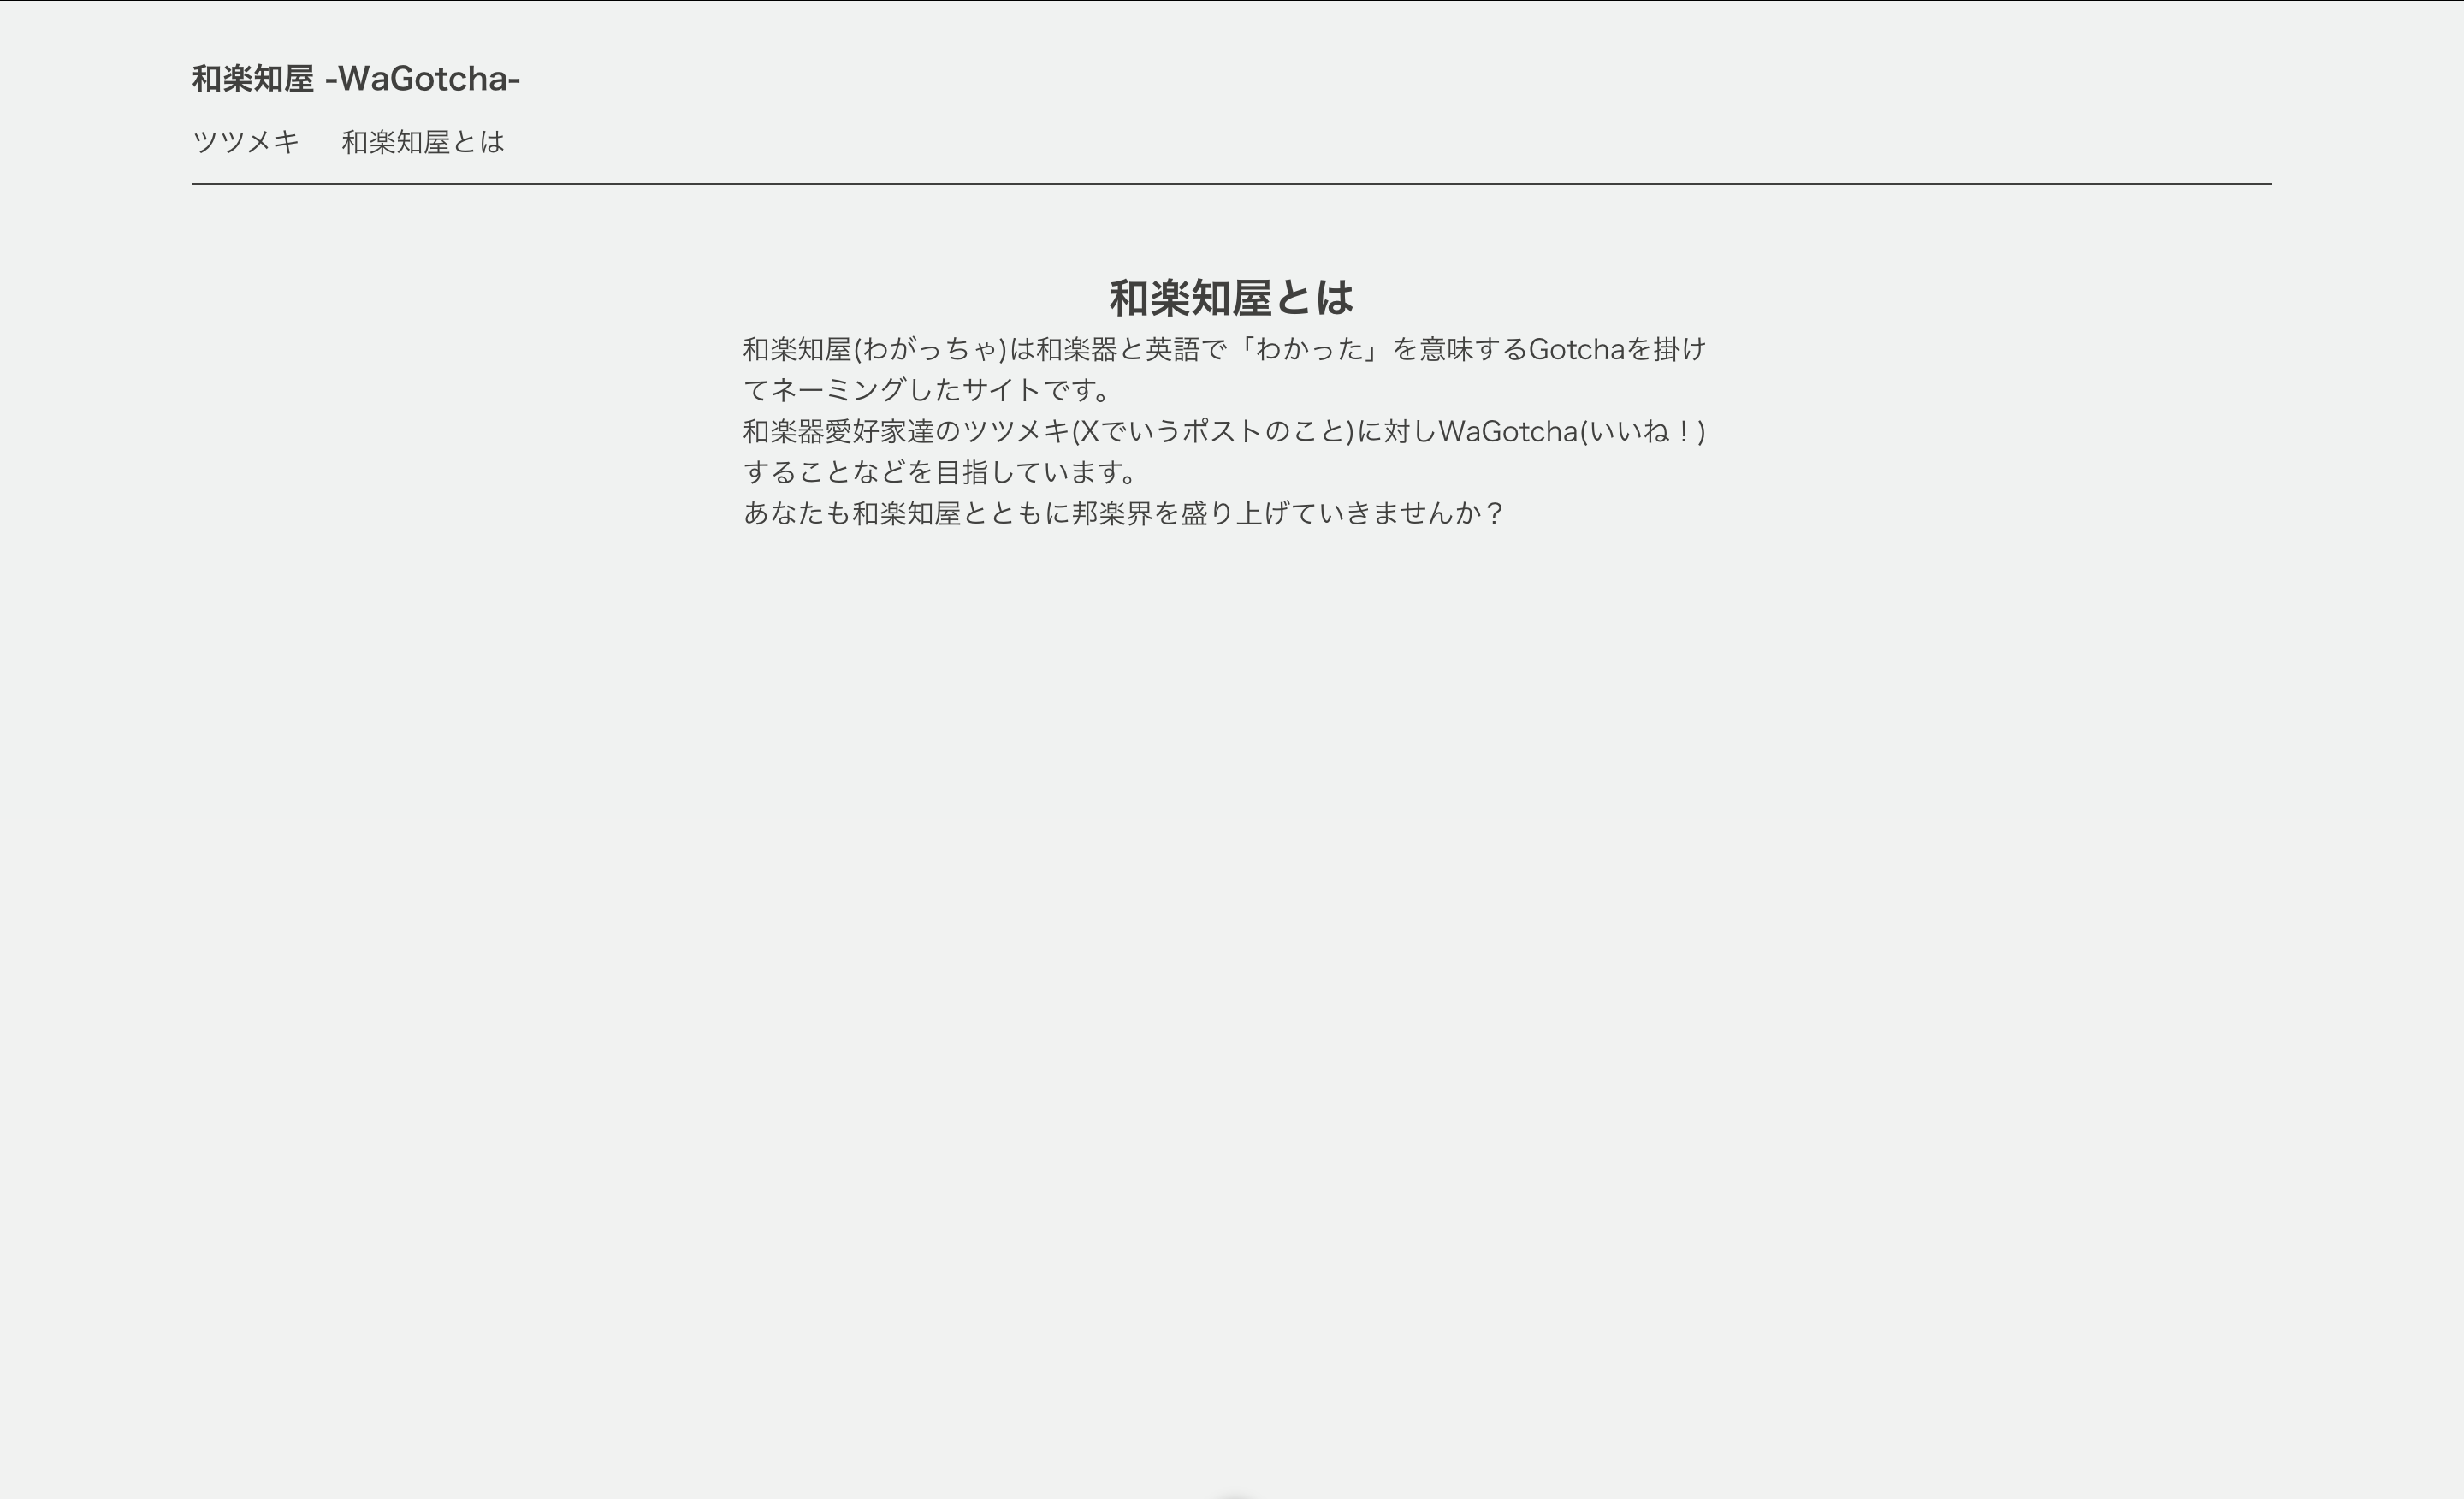 和楽知屋 -WaGotcha-
ツツメキ 和楽知屋とは
和楽知屋とは
和楽知屋(わがっちゃ)は和楽器と英語で「わかった」を意味するGotchaを掛け
てネーミングしたサイトです。
和楽器愛好家達のツツメキ(Xでいうポストのこと)に対しWaGotcha(いいね！)
することなどを目指しています。
あなたも和楽知屋とともに邦楽界を盛り上げていきませんか？